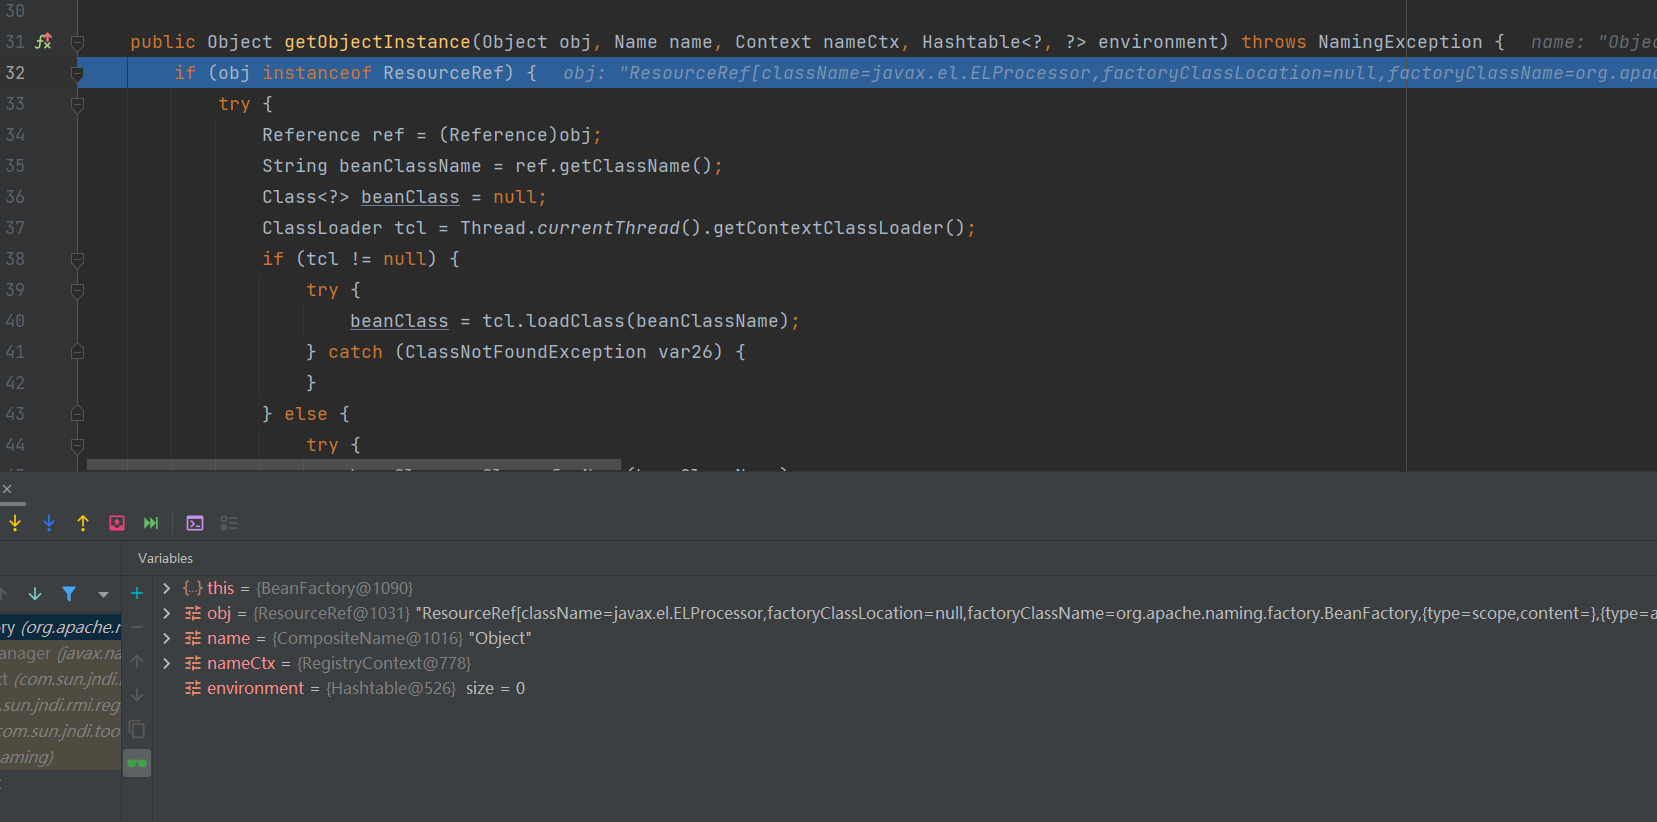 30
31 public Object getObjectInstance(Object obj, Name name, Context nameCtx, Hashtable<?, ?> environment) throws NamingException { name: "Objec
32 if (obj instanceof ResourceRef) { obj: "ResourceRef[className=javax.el.ELProcessor,factoryClassLocation=null,factoryClassName=org.apa
33 try {
34 Reference ref = (Reference)obj;
35 String beanClassName = ref.getClassName();
36 Class<?> beanClass = null;
37 ClassLoader tcl = Thread.currentThread().getContextClassLoader();
38 if (tcl != null) {
39 try {
40 beanClass = tcl.loadClass(beanClassName);
41 } catch (ClassNotFoundException var26) {
42 }
43 } else {
44 try {
Variables
this = {BeanFactory@1090}
obj = {ResourceRef@1031} "ResourceRef[className=javax.el.ELProcessor,factoryClassLocation=null,factoryClassName=org.apache.naming.factory.BeanFactory,{type=scope,content=},{type=a
name = {CompositeName@1016} "Object"
nameCtx = {RegistryContext@778}
environment = {Hashtable@526} size = 0
ory (org.apache.n
anager (javax.na
xt (com.sun.jndi.
.sun.jndi.rmi.reg
com.sun.jndi.too
aming)